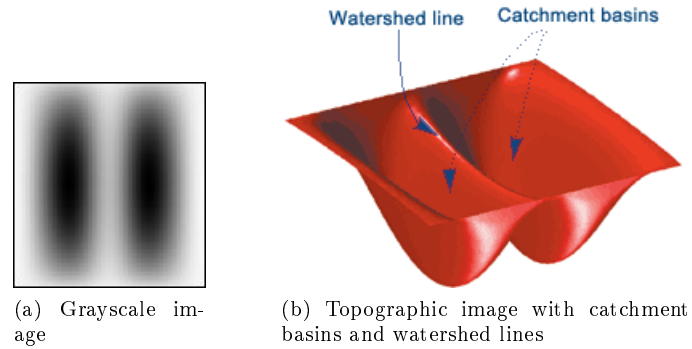 Watershed line
Catchment basins
(a) Grayscale im-
age
(b) Topographic image with catchment
basins and watershed lines